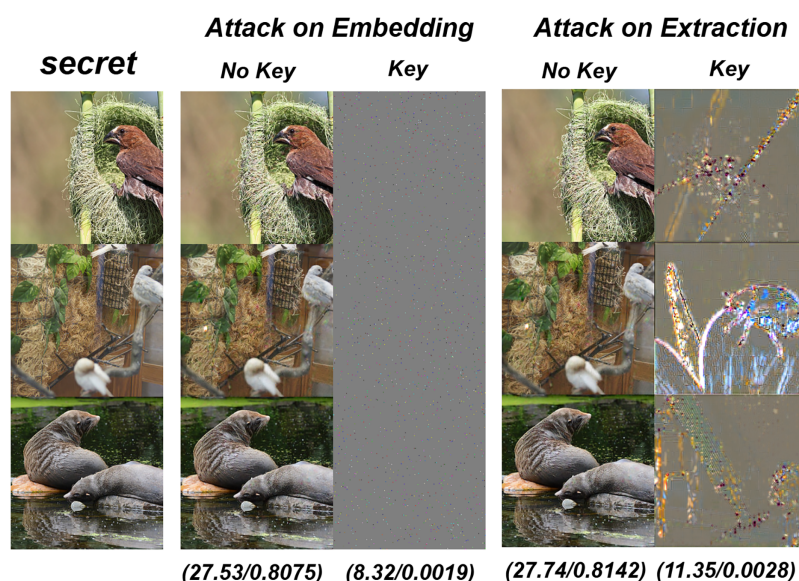 Attack on Embedding
Attack on Extraction
secret
No Key
Key
No Key
Key
(27.53/0.8075)
(8.32/0.0019)
(27.74/0.8142)
(11.35/0.0028)